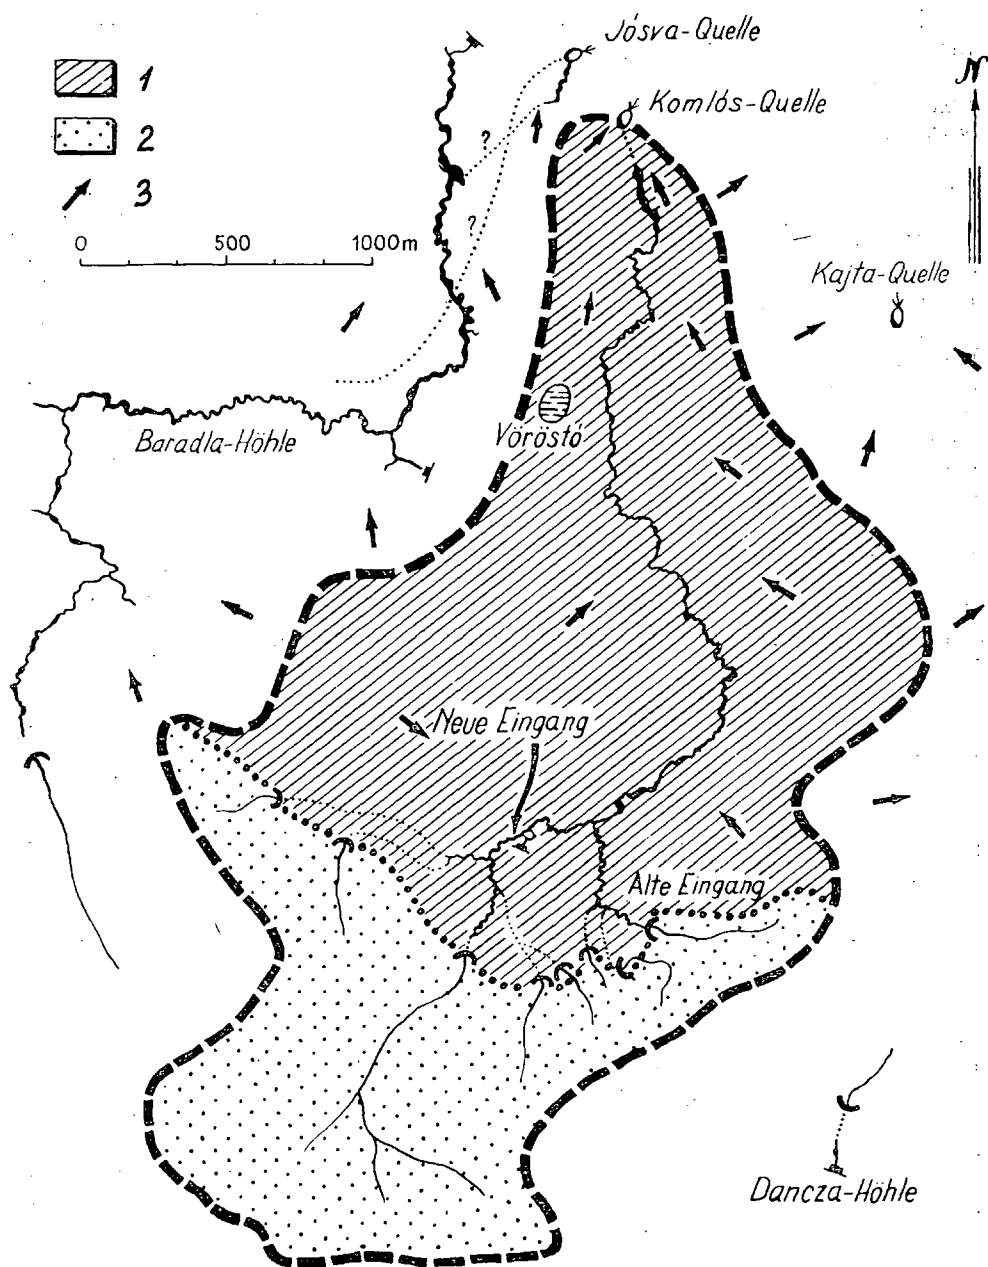 Jósva-Quelle
1
N
Komlós-Quelle
2
?
3
0 500 1000m
?
Kajta-Quelle
Baradla-Höhle
Vöröstó
Neue Eingang
Alte Eingang
Dancza-Höhle